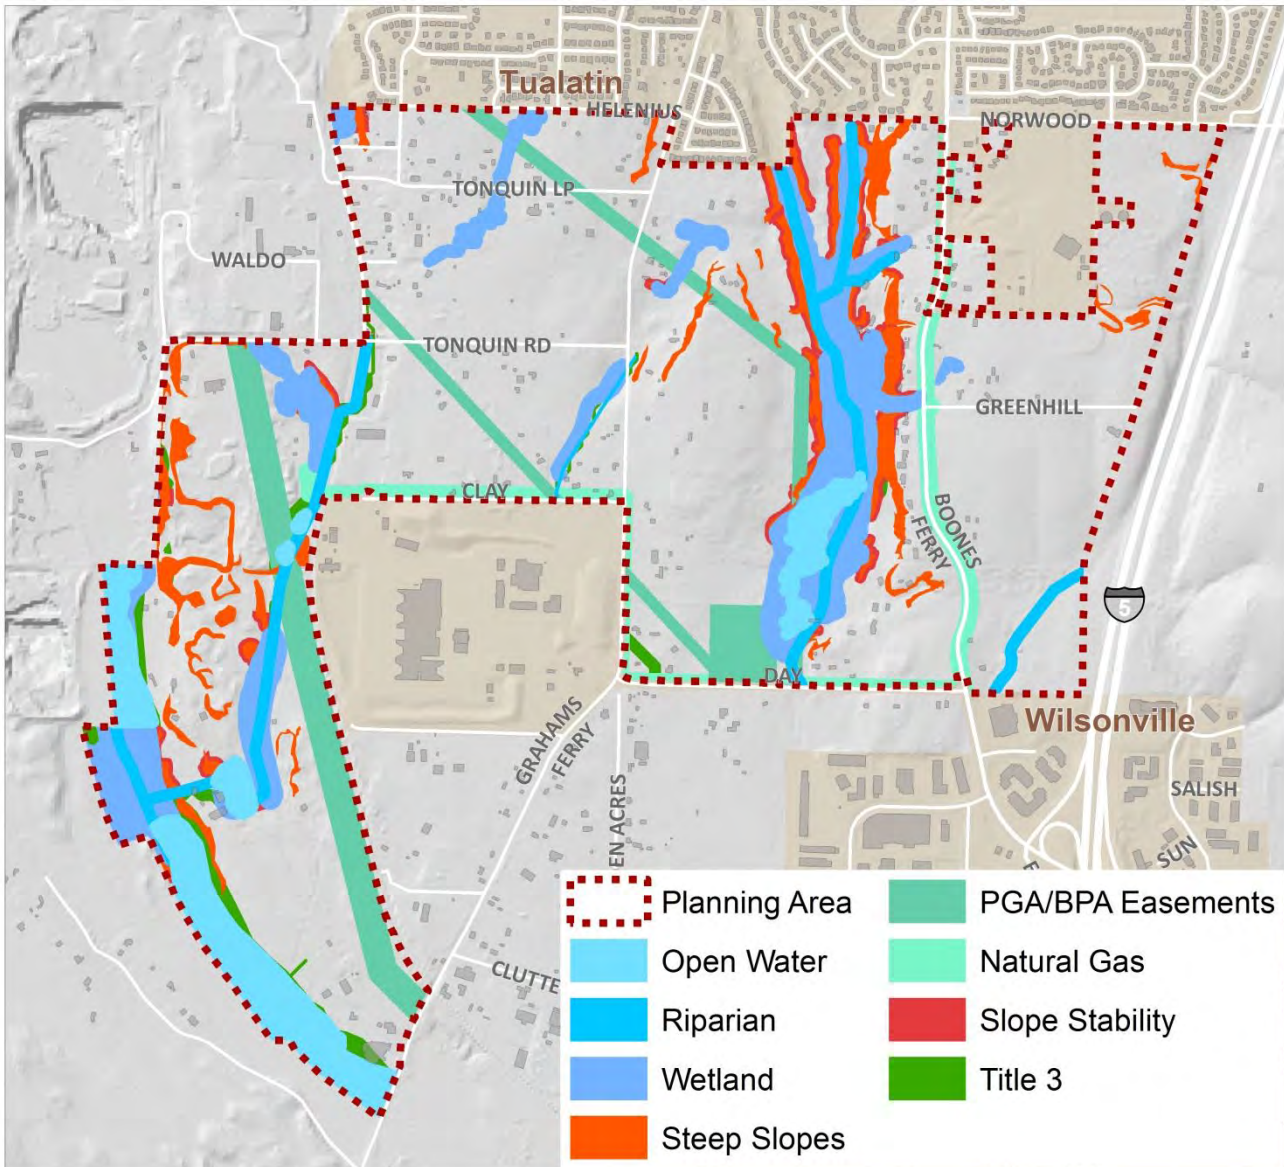 Tualatin
HELENIUS
NORWOOD
TONQUIN LP
WALDO
TONQUIN RD
GREENHILL
CLAY
BOONES
FERRY
5
DAY
Wilsonville
GRAHAMS
FERRY
SALISH
EN ACRES
SUN
CLUTTE
Planning Area
PGA/BPA Easements
Open Water
Natural Gas
Riparian
Slope Stability
Wetland
Title 3
Steep Slopes